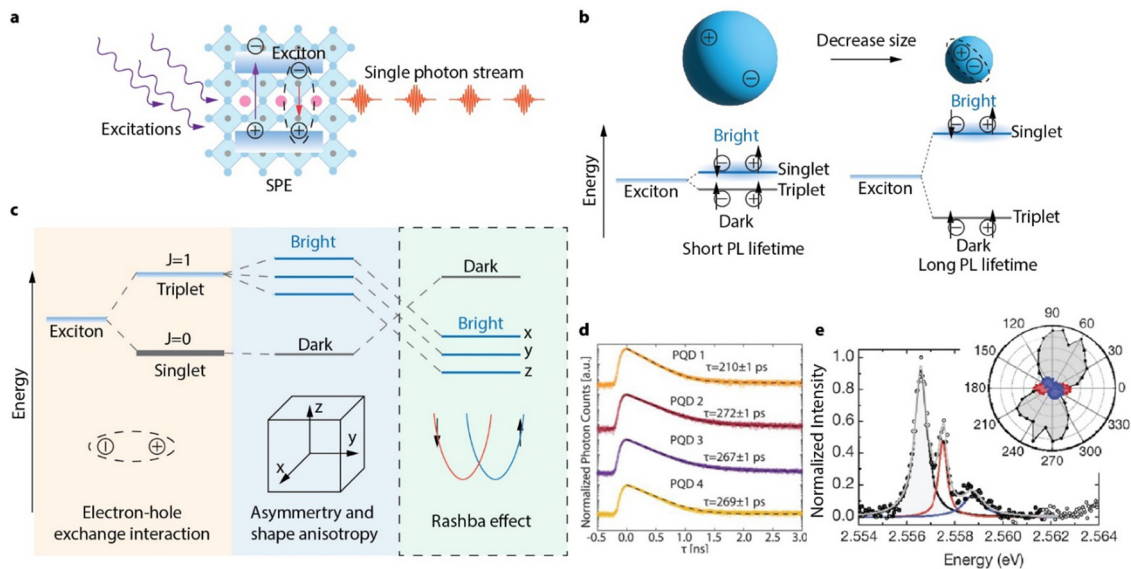 a
Excitations
Exciton
Single photon stream
SPE
b
Decrease size
Energy
Exciton
Bright
Singlet
Triplet
Dark
Short PL lifetime
Exciton
Bright
Singlet
Triplet
Dark
Long PL lifetime
c
Energy
Exciton
J=1
Triplet
J=0
Singlet
Electron-hole
exchange interaction
Bright
Dark
z
y
x
Asymmetry and
shape anisotropy
Dark
Bright
x
y
z
Rashba effect
d
Normalized Photon Counts [a.u.]
PQD 1
τ=210±1 ps
PQD 2
τ=272±1 ps
PQD 3
τ=267±1 ps
PQD 4
τ=269±1 ps
-0.5 0.0 0.5 1.0 1.5 2.0 2.5 3.0
τ [ns]
e
Normalized Intensity
1.0
0.8
0.6
0.4
0.2
0.0
2.554 2.556 2.558 2.560 2.562 2.564
Energy (eV)
90
120 60
150 30
180 0
210 330
240 300
270